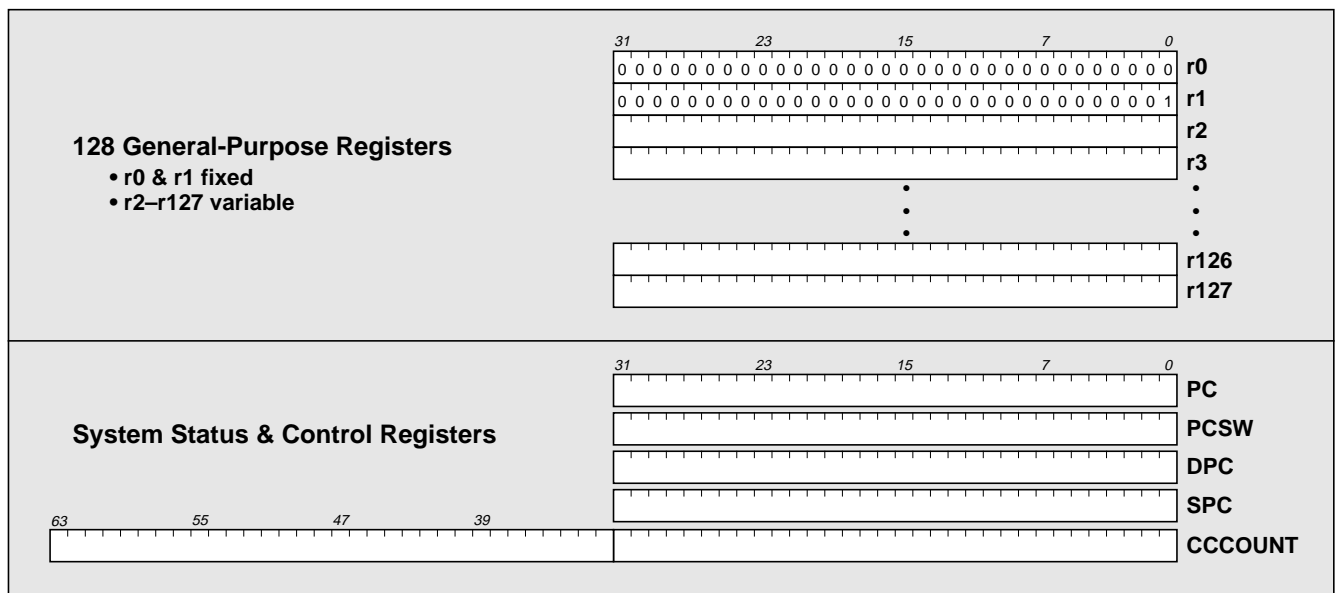 31 23 15 7 0
0 0 0 0 0 0 0 0 0 0 0 0 0 0 0 0 0 0 0 0 0 0 0 0 0 0 0 0 0 0 0 0 r0
0 0 0 0 0 0 0 0 0 0 0 0 0 0 0 0 0 0 0 0 0 0 0 0 0 0 0 0 0 0 0 1 r1
r2
128 General-Purpose Registers
r3
• r0 & r1 fixed
• r2–r127 variable
r126
r127
31 23 15 7 0
PC
System Status & Control Registers PCSW
DPC
SPC
63 55 47 39
CCCOUNT